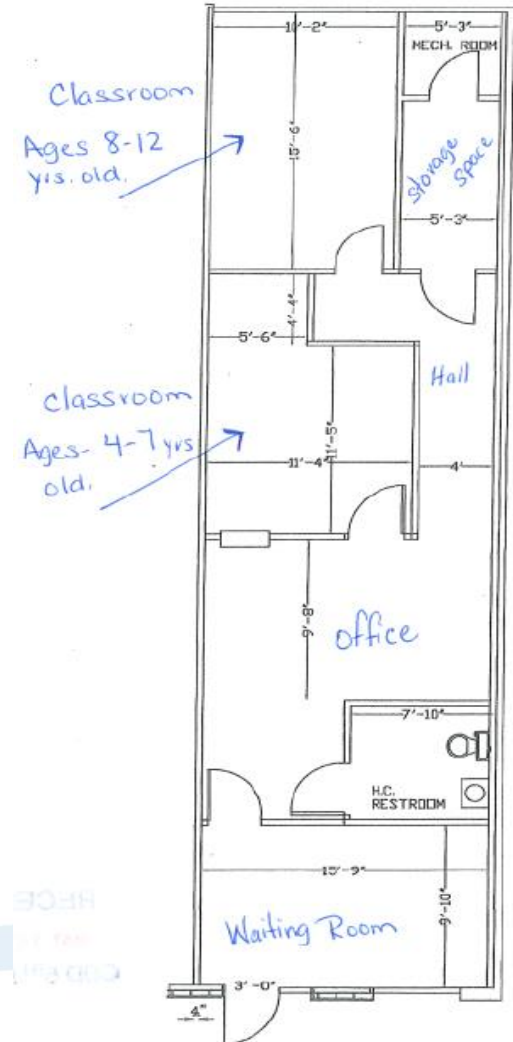 10'-2"
5'-3"
MECH. ROOM
Classroom
Ages 8-12
yrs. old.
15'-6"
Storage
space
5'-3"
4'-4"
5'-6"
Hall
Classroom
Ages- 4-7 yrs
old.
11'-5"
11'-4"
4'
9'-8"
Office
7'-10"
H.C.
RESTROOM
15'-9"
9'-10"
Waiting Room
3'-0"
4"